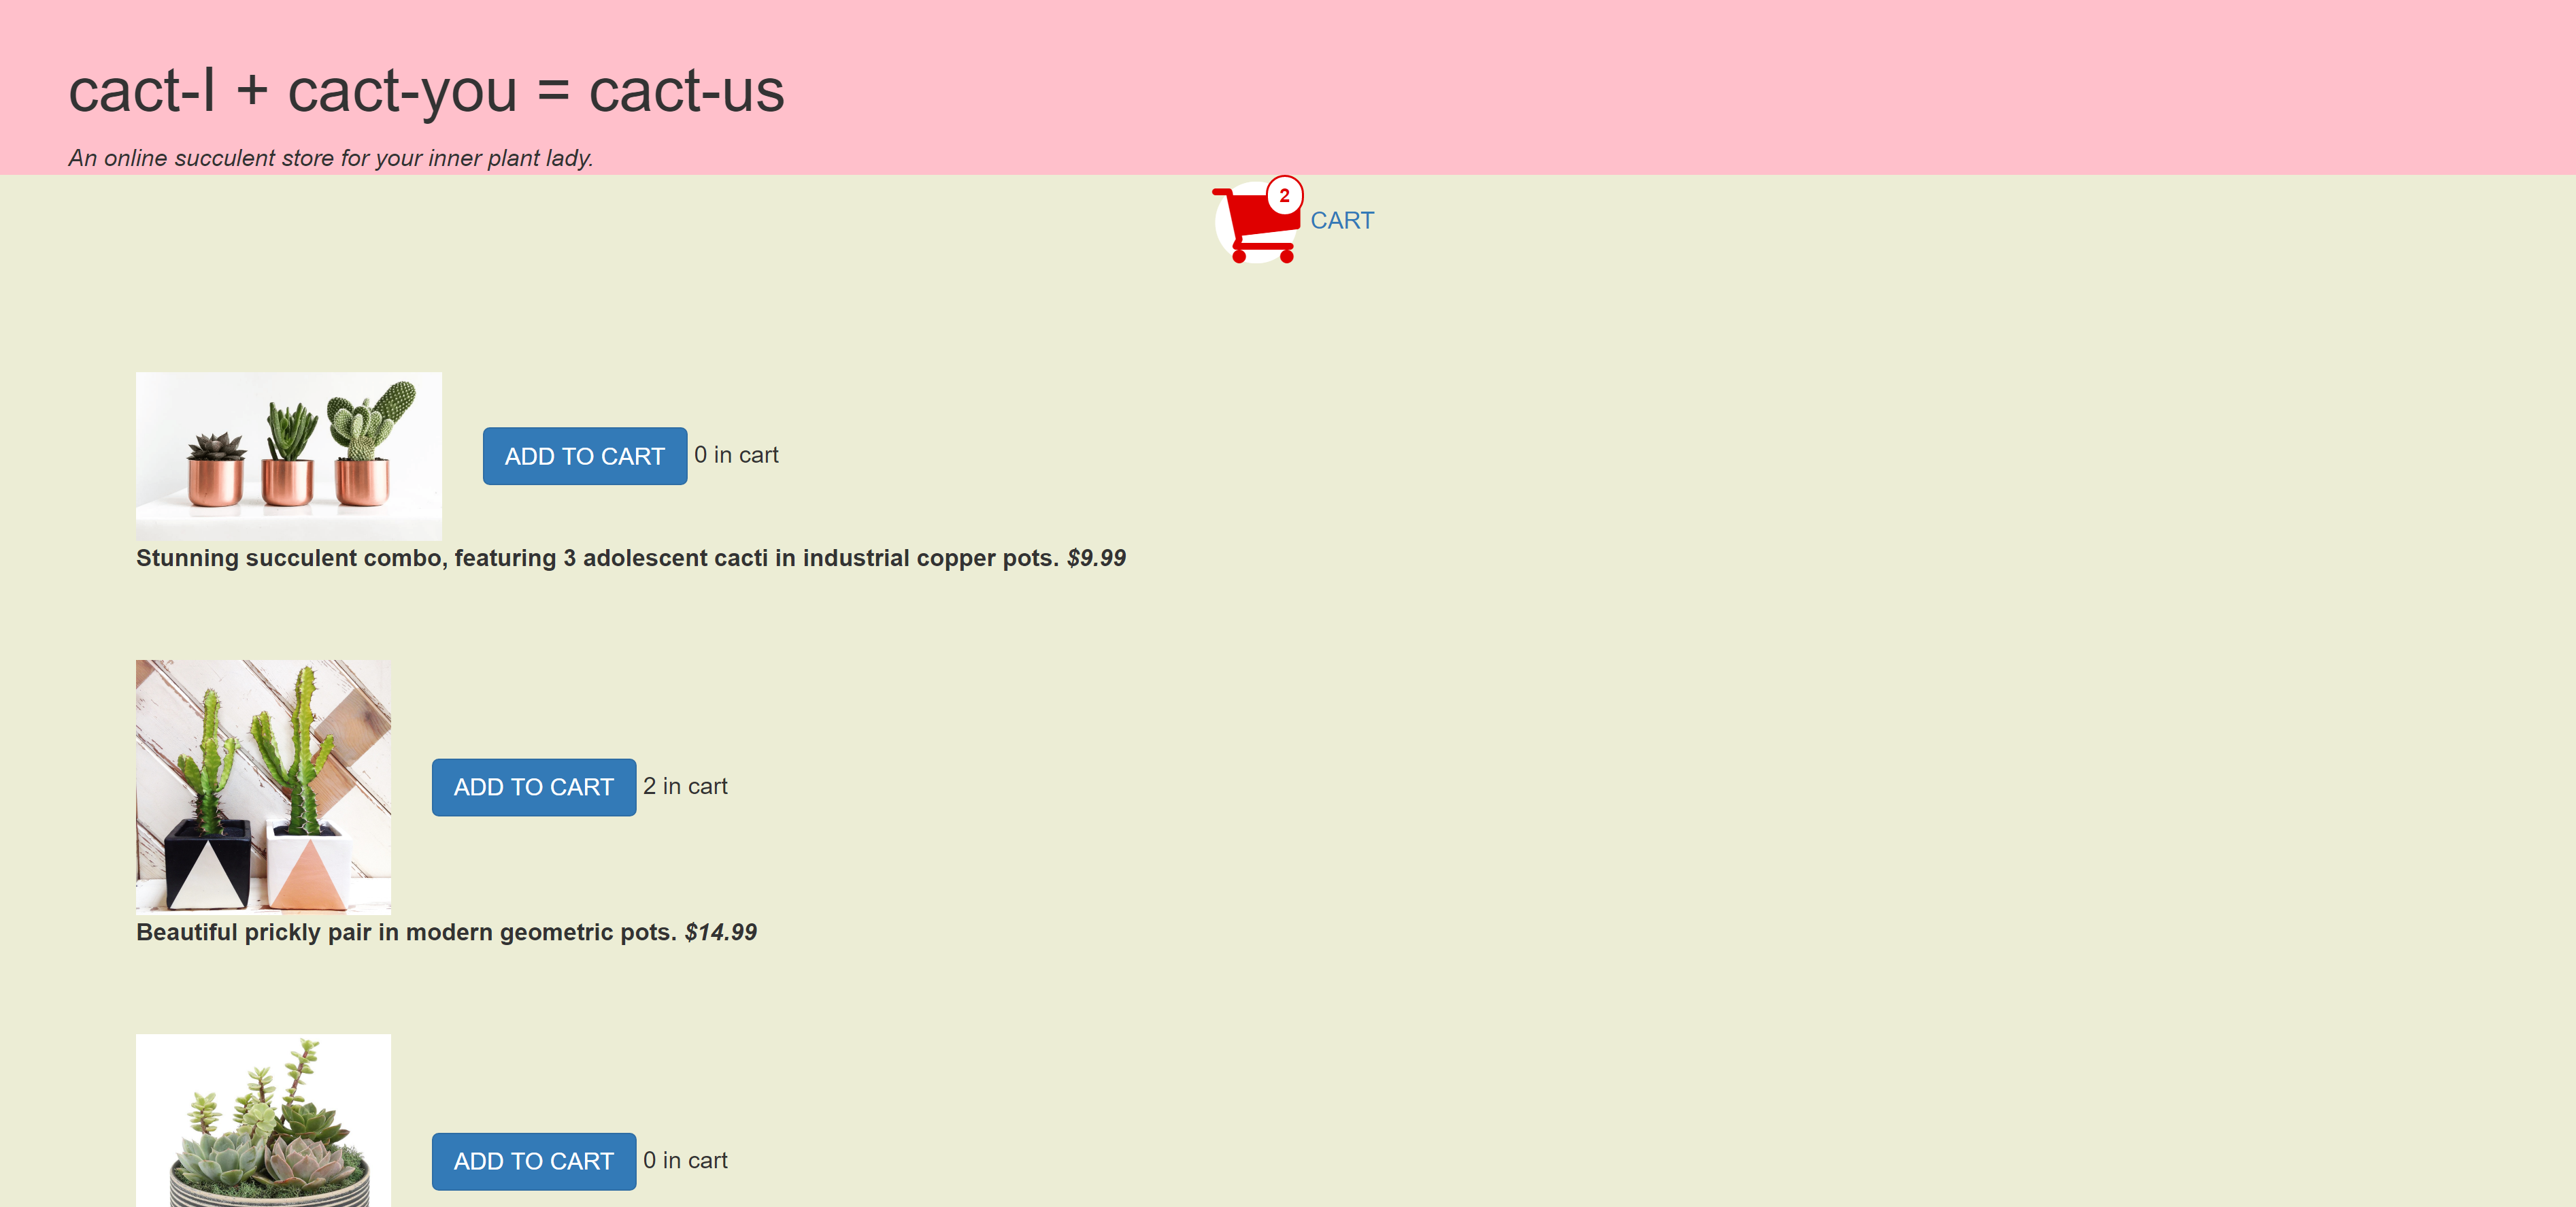 cact-I + cact-you = cact-us
An online succulent store for your inner plant lady.
2
CART
ADD TO CART 0 in cart
Stunning succulent combo, featuring 3 adolescent cacti in industrial copper pots. $9.99
ADD TO CART 2 in cart
Beautiful prickly pair in modern geometric pots. $14.99
ADD TO CART 0 in cart